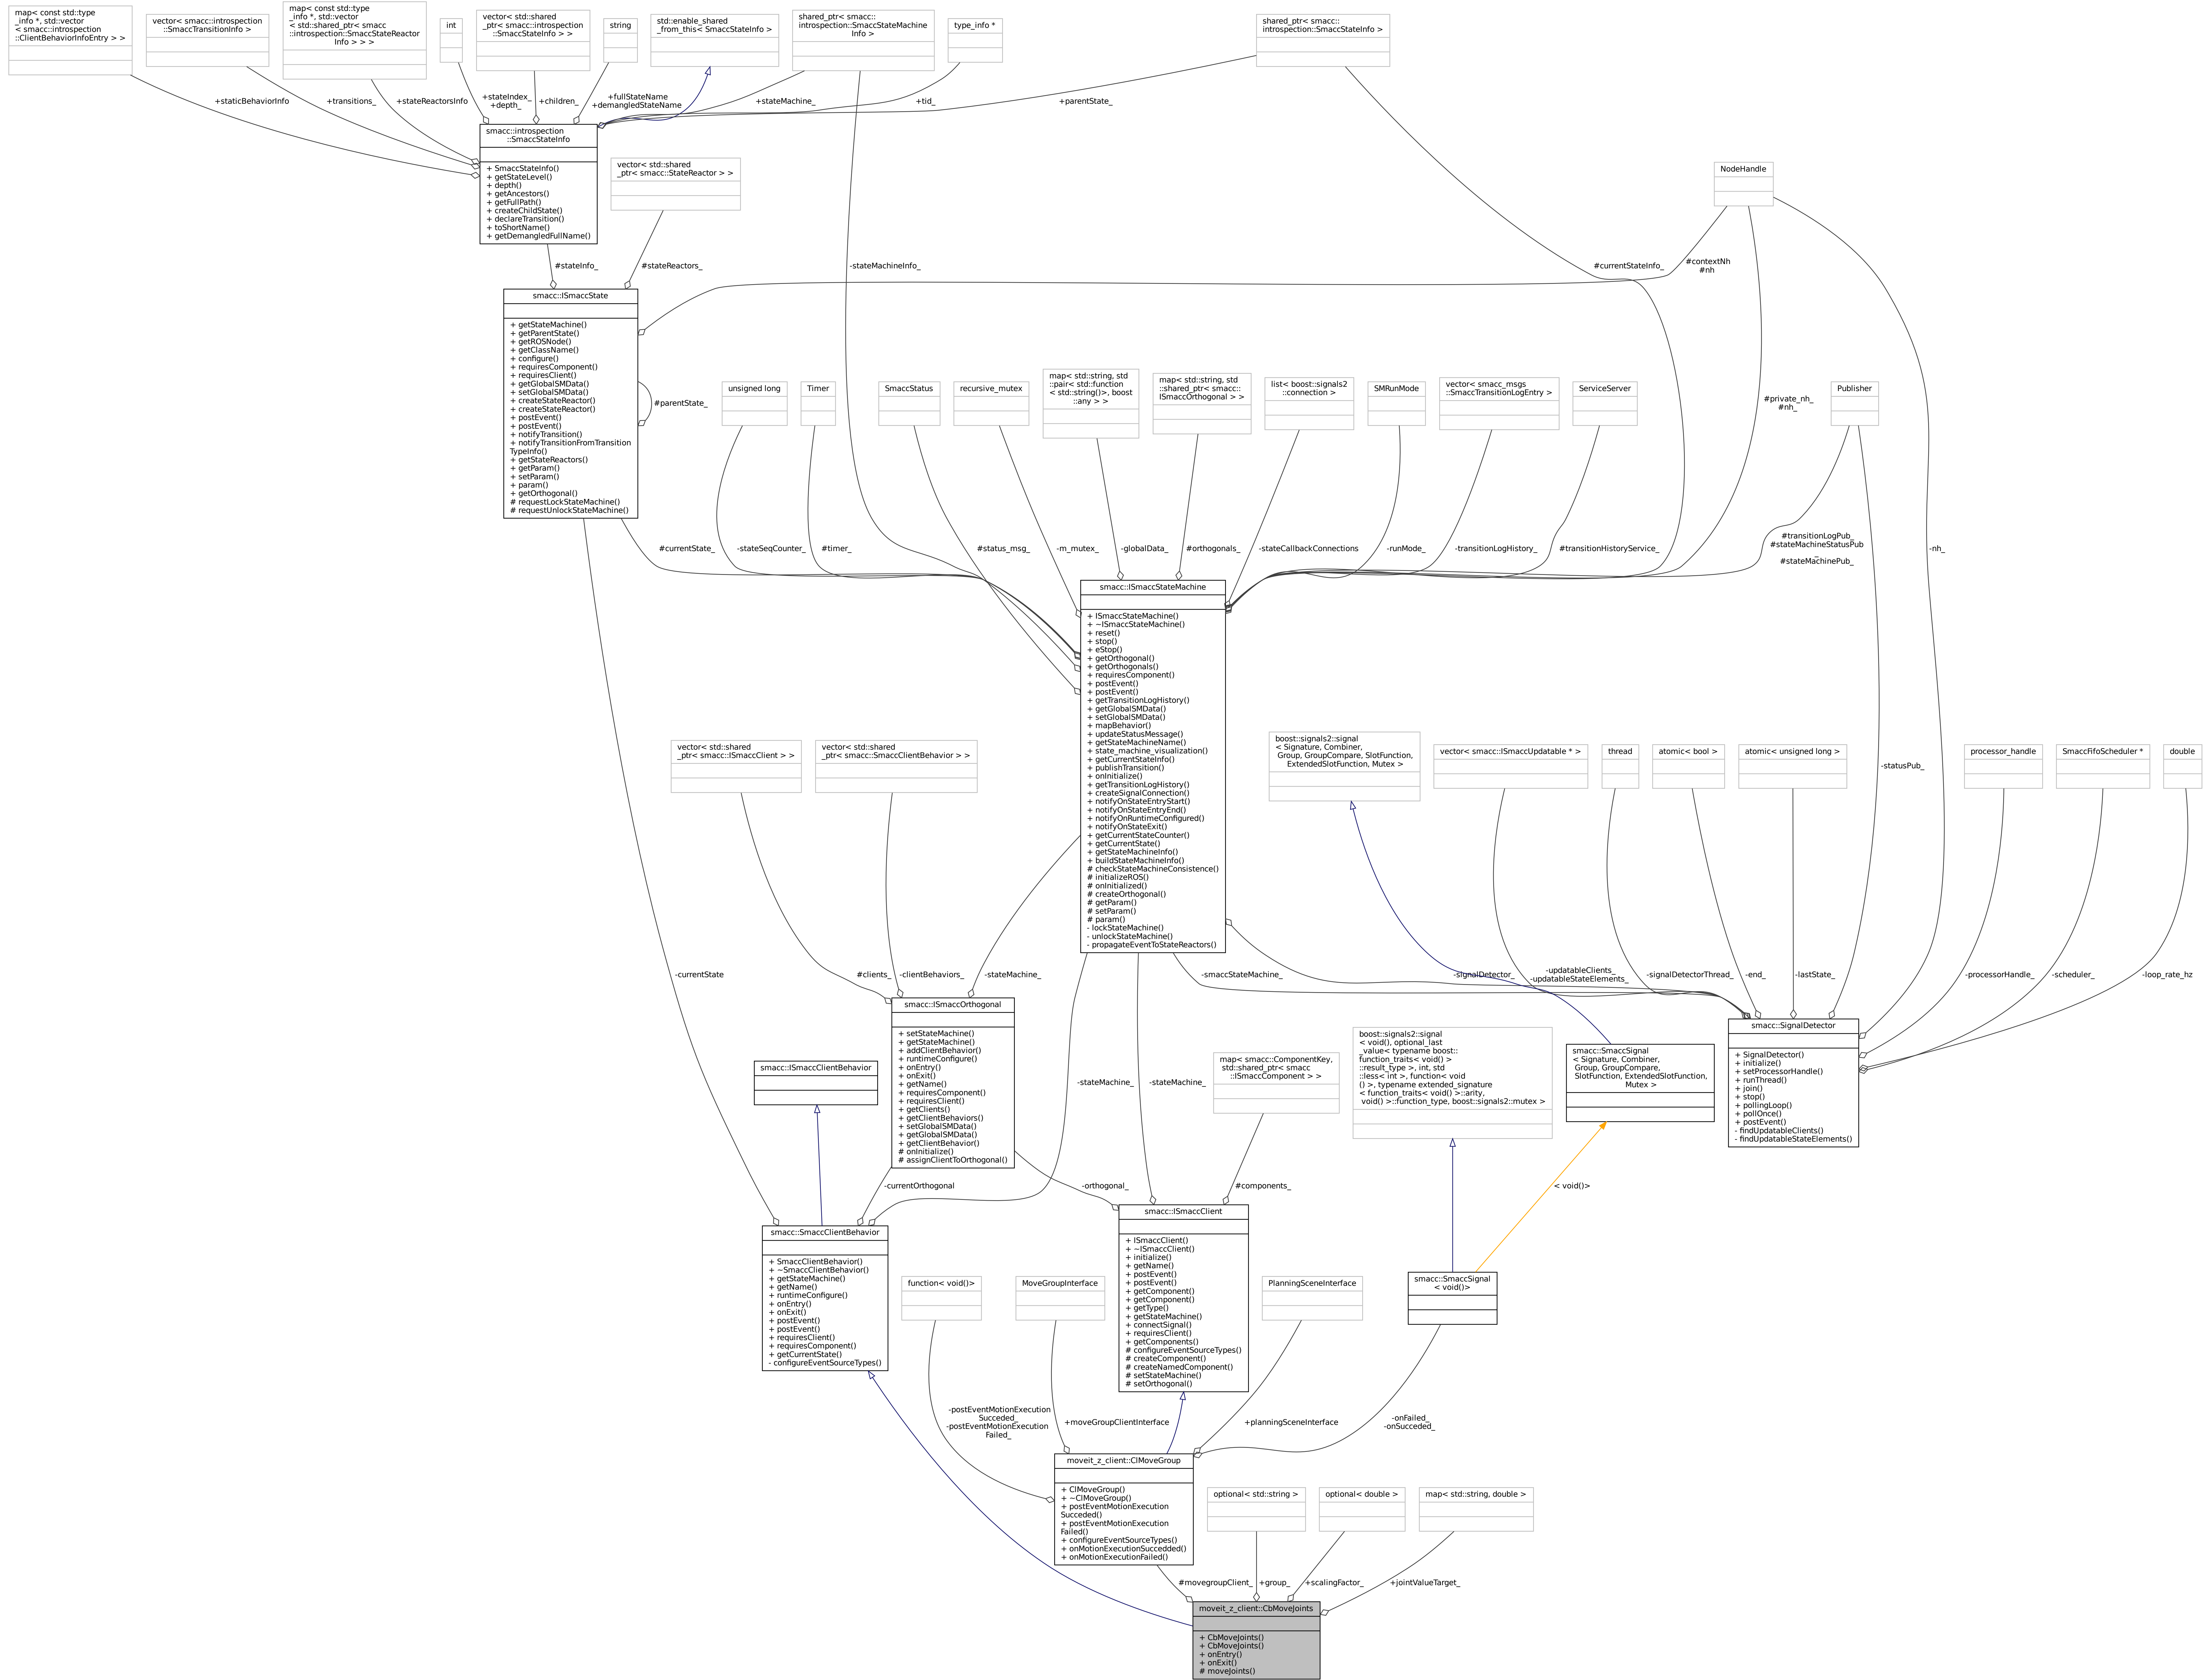 map< const std::type
_info *, std::vector
< smacc::introspection
::ClientBehaviorInfoEntry > >
vector< smacc::introspection
::SmaccTransitionInfo >
map< const std::type
_info *, std::vector
< std::shared_ptr< smacc
::introspection::SmaccStateReactor
Info > > >
int
vector< std::shared
_ptr< smacc::introspection
::SmaccStateInfo > >
string
std::enable_shared
_from_this< SmaccStateInfo >
shared_ptr< smacc::
introspection::SmaccStateMachine
Info >
type_info *
shared_ptr< smacc::
introspection::SmaccStateInfo >
+staticBehaviorInfo
+transitions_
+stateReactorsInfo
+stateIndex_
+depth_
+children_
+fullStateName
+demangledStateName
+stateMachine_
+tid_
+parentState_
smacc::introspection
::SmaccStateInfo
+ SmaccStateInfo()
+ getStateLevel()
+ depth()
+ getAncestors()
+ getFullPath()
+ createChildState()
+ declareTransition()
+ toShortName()
+ getDemangledFullName()
vector< std::shared
_ptr< smacc::StateReactor > >
NodeHandle
#stateInfo_
#stateReactors_
-stateMachineInfo_
#currentStateInfo_
#contextNh
#nh
smacc::ISmaccState
+ getStateMachine()
+ getParentState()
+ getROSNode()
+ getClassName()
+ configure()
+ requiresComponent()
+ requiresClient()
+ getGlobalSMData()
+ setGlobalSMData()
+ createStateReactor()
+ createStateReactor()
+ postEvent()
+ postEvent()
+ notifyTransition()
+ notifyTransitionFromTransition
TypeInfo()
+ getStateReactors()
+ getParam()
+ setParam()
+ param()
+ getOrthogonal()
# requestLockStateMachine()
# requestUnlockStateMachine()
#parentState_
unsigned long
Timer
SmaccStatus
recursive_mutex
map< std::string, std
::pair< std::function
< std::string()>, boost
::any > >
map< std::string, std
::shared_ptr< smacc::
ISmaccOrthogonal > >
list< boost::signals2
::connection >
SMRunMode
vector< smacc_msgs
::SmaccTransitionLogEntry >
ServiceServer
#private_nh_
#nh_
Publisher
#currentState_
-stateSeqCounter_
#timer_
#status_msg_
-m_mutex_
-globalData_
#orthogonals_
-stateCallbackConnections
-runMode_
-transitionLogHistory_
#transitionHistoryService_
#transitionLogPub_
#stateMachineStatusPub
_
#stateMachinePub_
-nh_
smacc::ISmaccStateMachine
+ ISmaccStateMachine()
+ ~ISmaccStateMachine()
+ reset()
+ stop()
+ eStop()
+ getOrthogonal()
+ getOrthogonals()
+ requiresComponent()
+ postEvent()
+ postEvent()
+ getTransitionLogHistory()
+ getGlobalSMData()
+ setGlobalSMData()
+ mapBehavior()
+ updateStatusMessage()
+ getStateMachineName()
+ state_machine_visualization()
+ getCurrentStateInfo()
+ publishTransition()
+ onInitialize()
+ getTransitionLogHistory()
+ createSignalConnection()
+ notifyOnStateEntryStart()
+ notifyOnStateEntryEnd()
+ notifyOnRuntimeConfigured()
+ notifyOnStateExit()
+ getCurrentStateCounter()
+ getCurrentState()
+ getStateMachineInfo()
+ buildStateMachineInfo()
# checkStateMachineConsistence()
# initializeROS()
# onInitialized()
# createOrthogonal()
# getParam()
# setParam()
# param()
- lockStateMachine()
- unlockStateMachine()
- propagateEventToStateReactors()
vector< std::shared
_ptr< smacc::ISmaccClient > >
vector< std::shared
_ptr< smacc::SmaccClientBehavior > >
boost::signals2::signal
< Signature, Combiner,
Group, GroupCompare, SlotFunction,
ExtendedSlotFunction, Mutex >
vector< smacc::ISmaccUpdatable * >
thread
atomic< bool >
atomic< unsigned long >
-statusPub_
processor_handle
SmaccFifoScheduler *
double
-currentState
#clients_
-clientBehaviors_
-stateMachine_
-smaccStateMachine_
-signalDetector_
-updatableClients_
-updatableStateElements_
-signalDetectorThread_
-end_
-lastState_
-processorHandle_
-scheduler_
-loop_rate_hz
smacc::ISmaccOrthogonal
+ setStateMachine()
+ getStateMachine()
+ addClientBehavior()
+ runtimeConfigure()
+ onEntry()
+ onExit()
+ getName()
+ requiresComponent()
+ requiresClient()
+ getClients()
+ getClientBehaviors()
+ setGlobalSMData()
+ getGlobalSMData()
+ getClientBehavior()
# onInitialize()
# assignClientToOrthogonal()
smacc::ISmaccClientBehavior
-stateMachine_
-stateMachine_
map< smacc::ComponentKey,
std::shared_ptr< smacc
::ISmaccComponent > >
boost::signals2::signal
< void(), optional_last
_value< typename boost::
function_traits< void() >
::result_type >, int, std
::less< int >, function< void
() >, typename extended_signature
< function_traits< void() >::arity,
void() >::function_type, boost::signals2::mutex >
smacc::SmaccSignal
< Signature, Combiner,
Group, GroupCompare,
SlotFunction, ExtendedSlotFunction,
Mutex >
smacc::SignalDetector
+ SignalDetector()
+ initialize()
+ setProcessorHandle()
+ runThread()
+ join()
+ stop()
+ pollingLoop()
+ pollOnce()
+ postEvent()
- findUpdatableClients()
- findUpdatableStateElements()
-currentOrthogonal
-orthogonal_
#components_
< void()>
smacc::SmaccClientBehavior
+ SmaccClientBehavior()
+ ~SmaccClientBehavior()
+ getStateMachine()
+ getName()
+ runtimeConfigure()
+ onEntry()
+ onExit()
+ postEvent()
+ postEvent()
+ requiresClient()
+ requiresComponent()
+ getCurrentState()
- configureEventSourceTypes()
smacc::ISmaccClient
+ ISmaccClient()
+ ~ISmaccClient()
+ initialize()
+ getName()
+ postEvent()
+ postEvent()
+ getComponent()
+ getComponent()
+ getType()
+ getStateMachine()
+ connectSignal()
+ requiresClient()
+ getComponents()
# configureEventSourceTypes()
# createComponent()
# createNamedComponent()
# setStateMachine()
# setOrthogonal()
function< void()>
MoveGroupInterface
PlanningSceneInterface
smacc::SmaccSignal
< void()>
-postEventMotionExecution
Succeded_
-postEventMotionExecution
Failed_
+moveGroupClientInterface
+planningSceneInterface
-onFailed_
-onSucceded_
moveit_z_client::ClMoveGroup
+ ClMoveGroup()
+ ~ClMoveGroup()
+ postEventMotionExecution
Succeded()
+ postEventMotionExecution
Failed()
+ configureEventSourceTypes()
+ onMotionExecutionSuccedded()
+ onMotionExecutionFailed()
optional< std::string >
optional< double >
map< std::string, double >
#movegroupClient_
+group_
+scalingFactor_
+jointValueTarget_
moveit_z_client::CbMoveJoints
+ CbMoveJoints()
+ CbMoveJoints()
+ onEntry()
+ onExit()
# moveJoints()